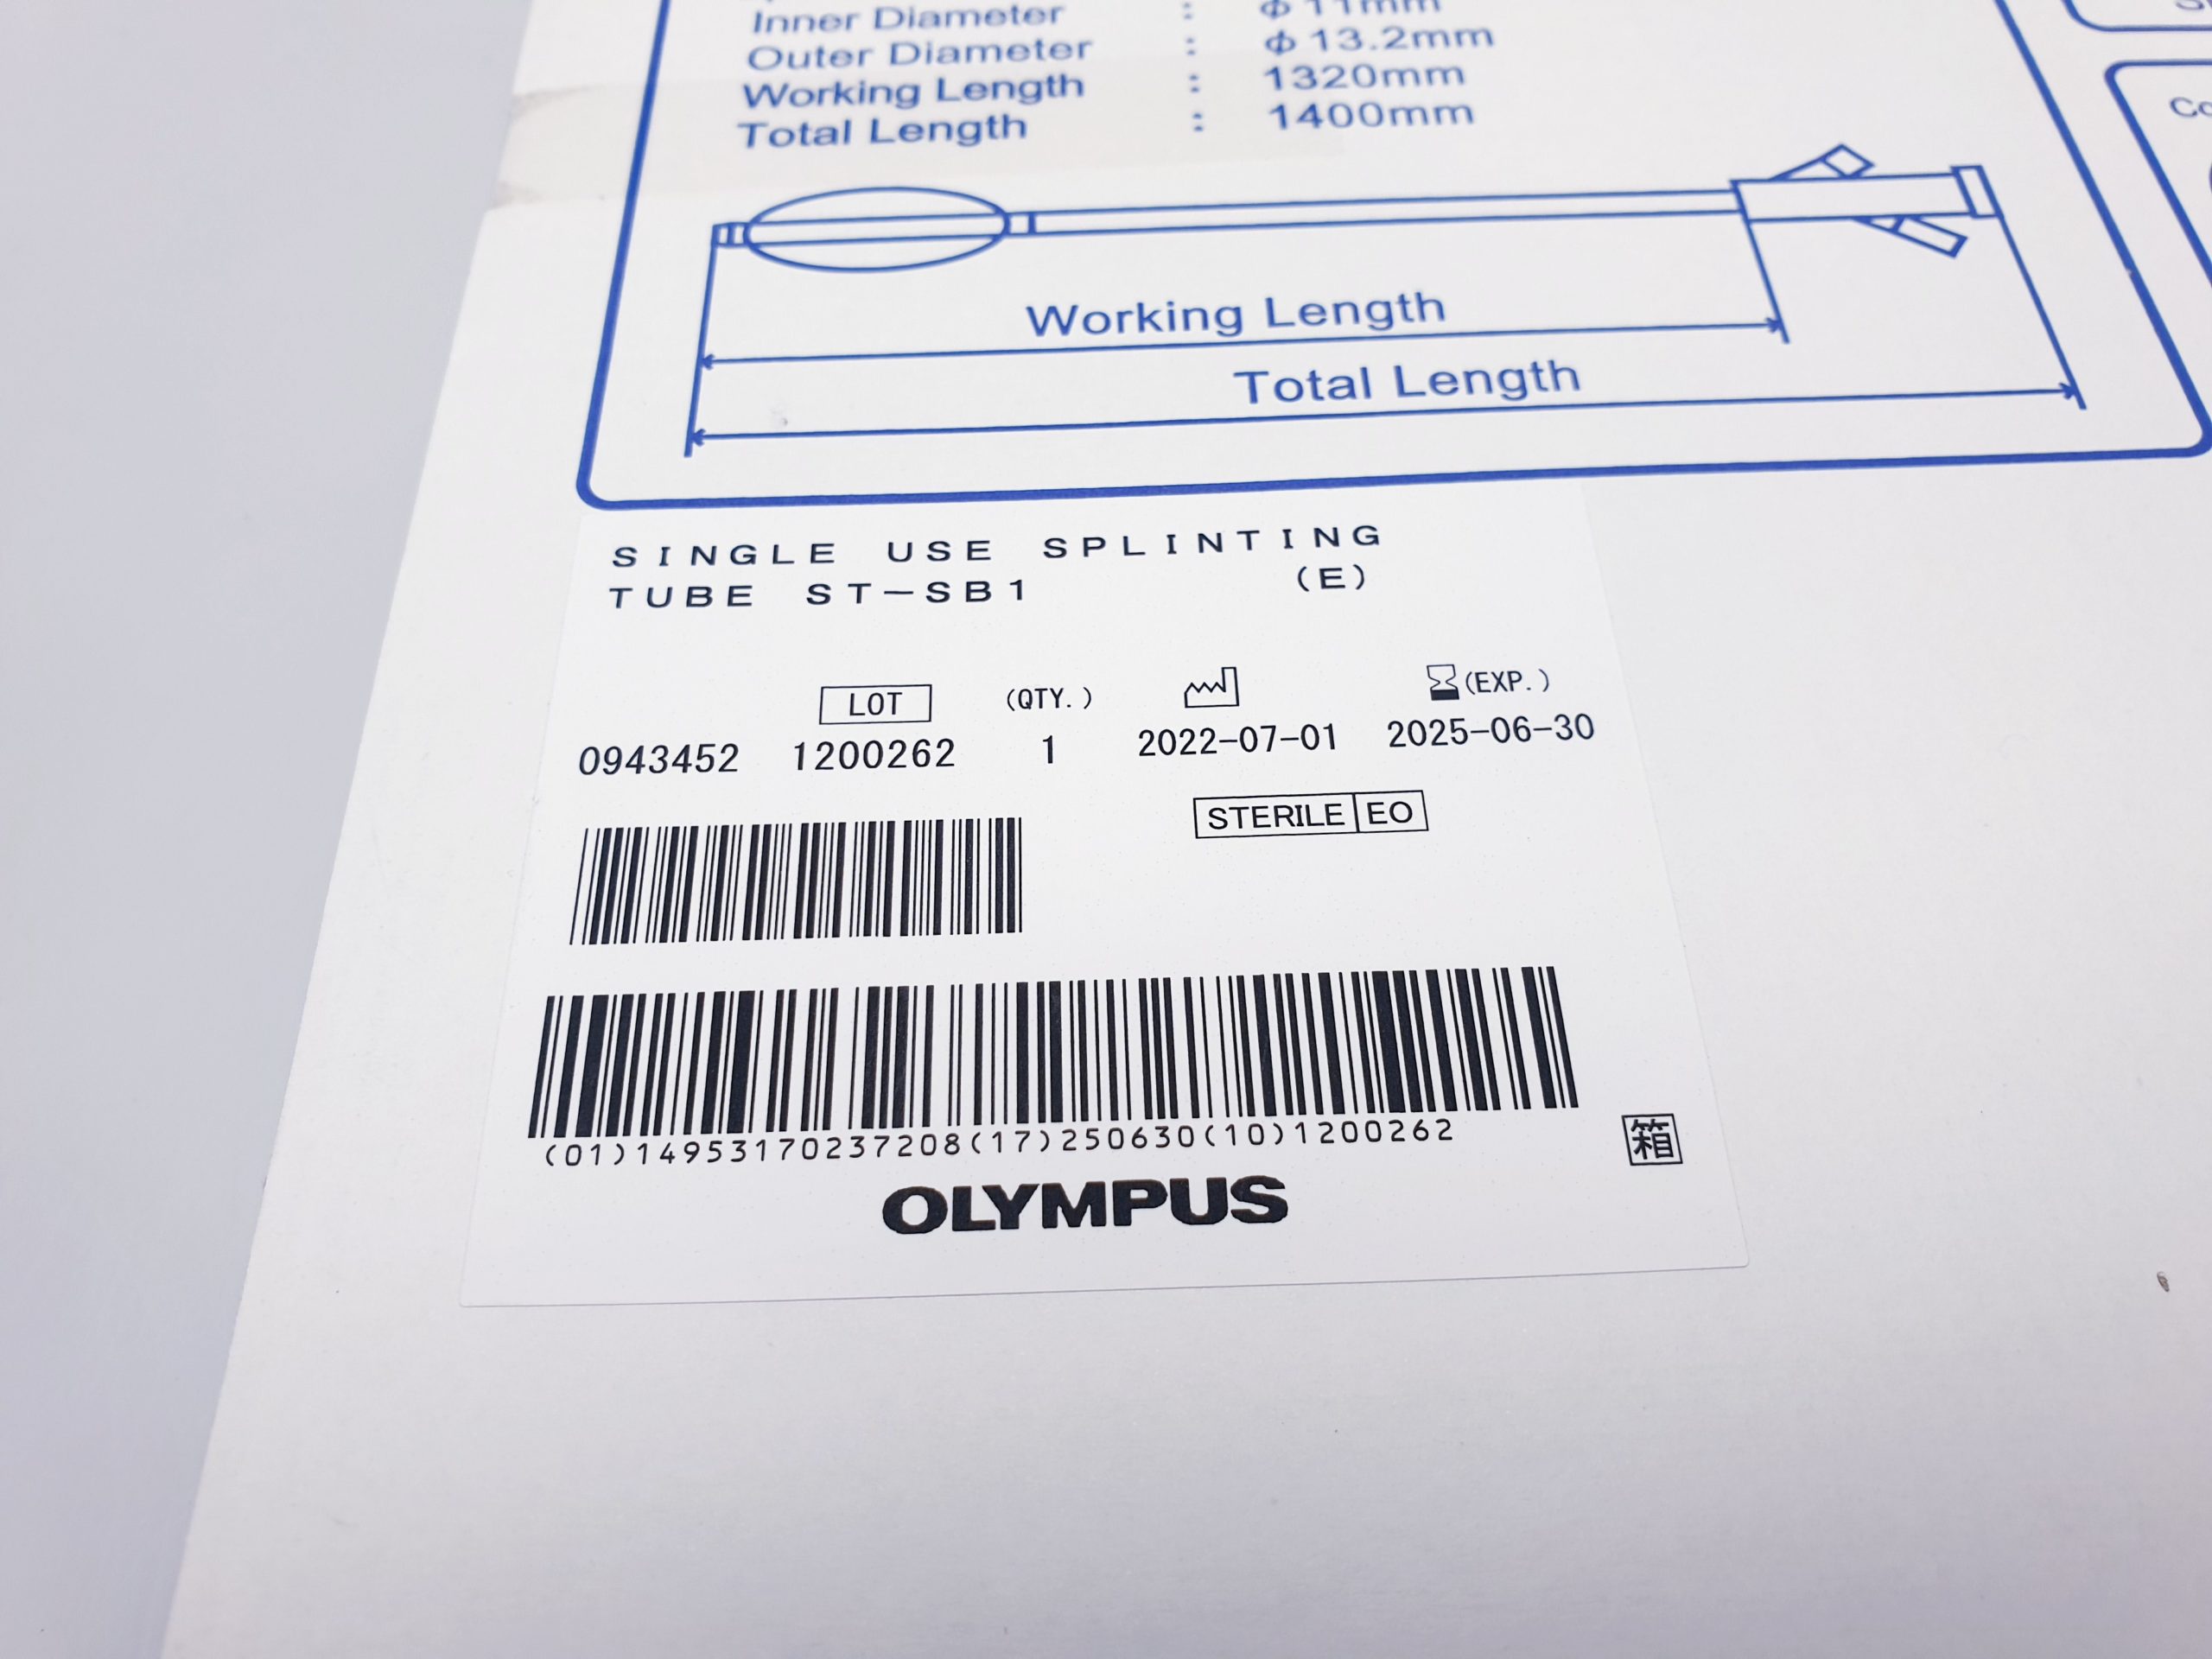 Inner Diameter : φ 11mm
Outer Diameter : φ 13.2mm
Working Length : 1320mm
Total Length : 1400mm
Working Length
Total Length
SINGLE USE SPLINTING
TUBE ST-SB1 (E)
LOT (QTY.) (EXP.)
0943452 1200262 1 2022-07-01 2025-06-30
STERILE EO
(01)14953170237208(17)250630(10)1200262
箱
OLYMPUS